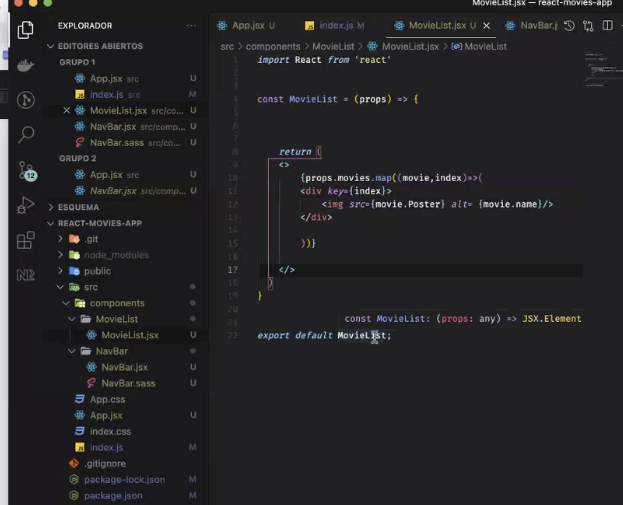 MovieList.jsx — react-movies-app
EXPLORADOR
App.jsx U
index.js M
MovieList.jsx U
NavBar.j
EDITORES ABIERTOS
src > components > MovieList > MovieList.jsx > MovieList
GRUPO 1
App.jsx src U
index.js src M
MovieList.jsx src/co... U
NavBar.jsx src/comp... U
NavBar.sass src/com... U
GRUPO 2
App.jsx src U
NavBar.jsx src/comp... U
ESQUEMA
REACT-MOVIES-APP
.git
node_modules
public
src
components
MovieList
MovieList.jsx U
NavBar
NavBar.jsx U
NavBar.sass U
App.css
App.jsx U
index.css
index.js M
.gitignore
package-lock.json M
package.json M
12
1 import React from 'react'
2
3
4 const MovieList = (props) => {
5
6
7
8 return (
9 <>
10 {props.movies.map((movie,index)=>(
11 <div key={index}>
12 <img src={movie.Poster} alt= {movie.name}/>
13 </div>
14
15 ))}
16
17 </>
18 )
19 }
20
21 const MovieList: (props: any) => JSX.Element
22 export default MovieList;